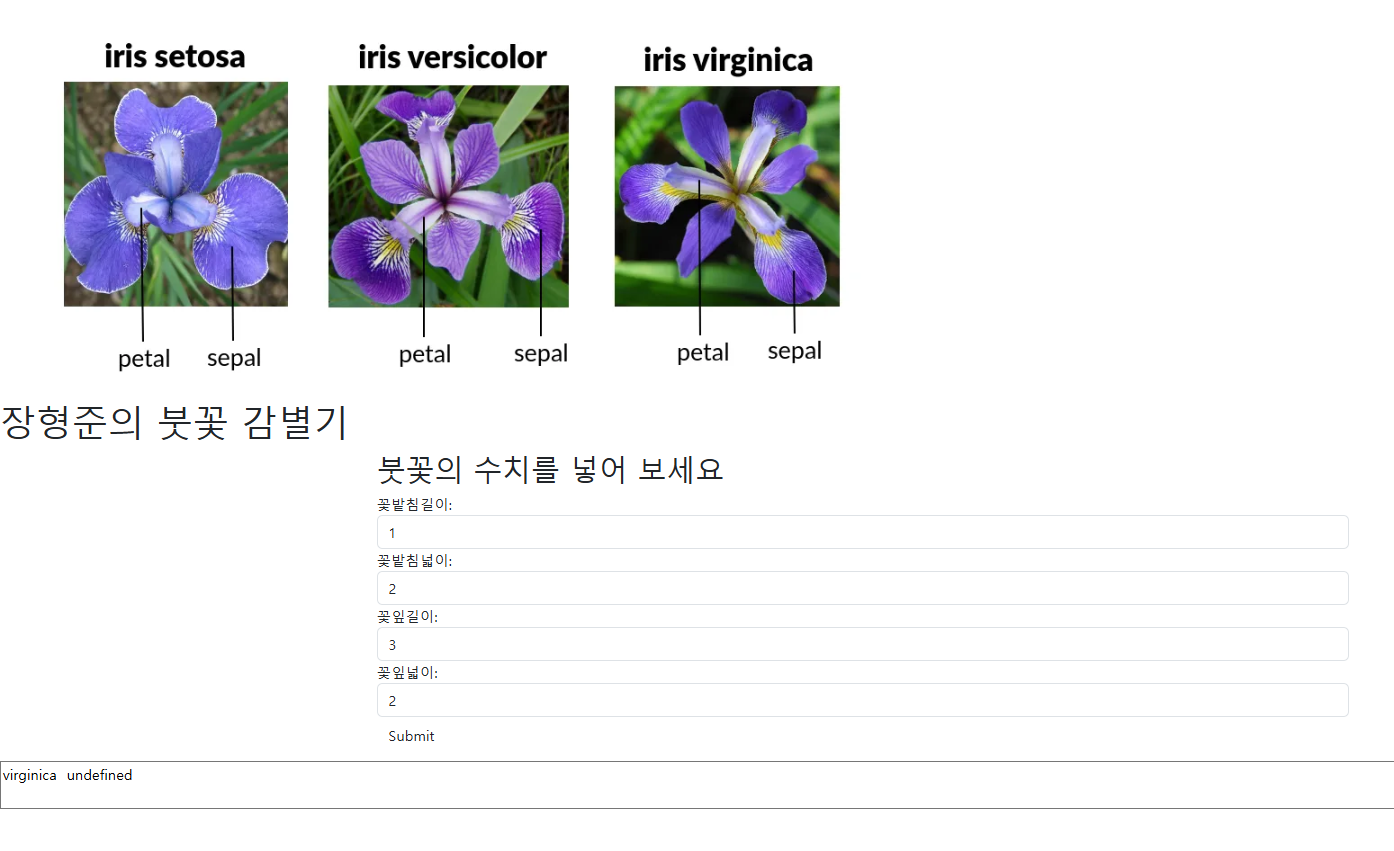 iris setosa iris versicolor iris virginica
petal sepal petal sepal petal sepal
장형준의 붓꽃 감별기
붓꽃의 수치를 넣어 보세요
꽃밭침길이:
1
꽃밭침넓이:
2
꽃잎길이:
3
꽃잎넓이:
2
Submit
virginica undefined